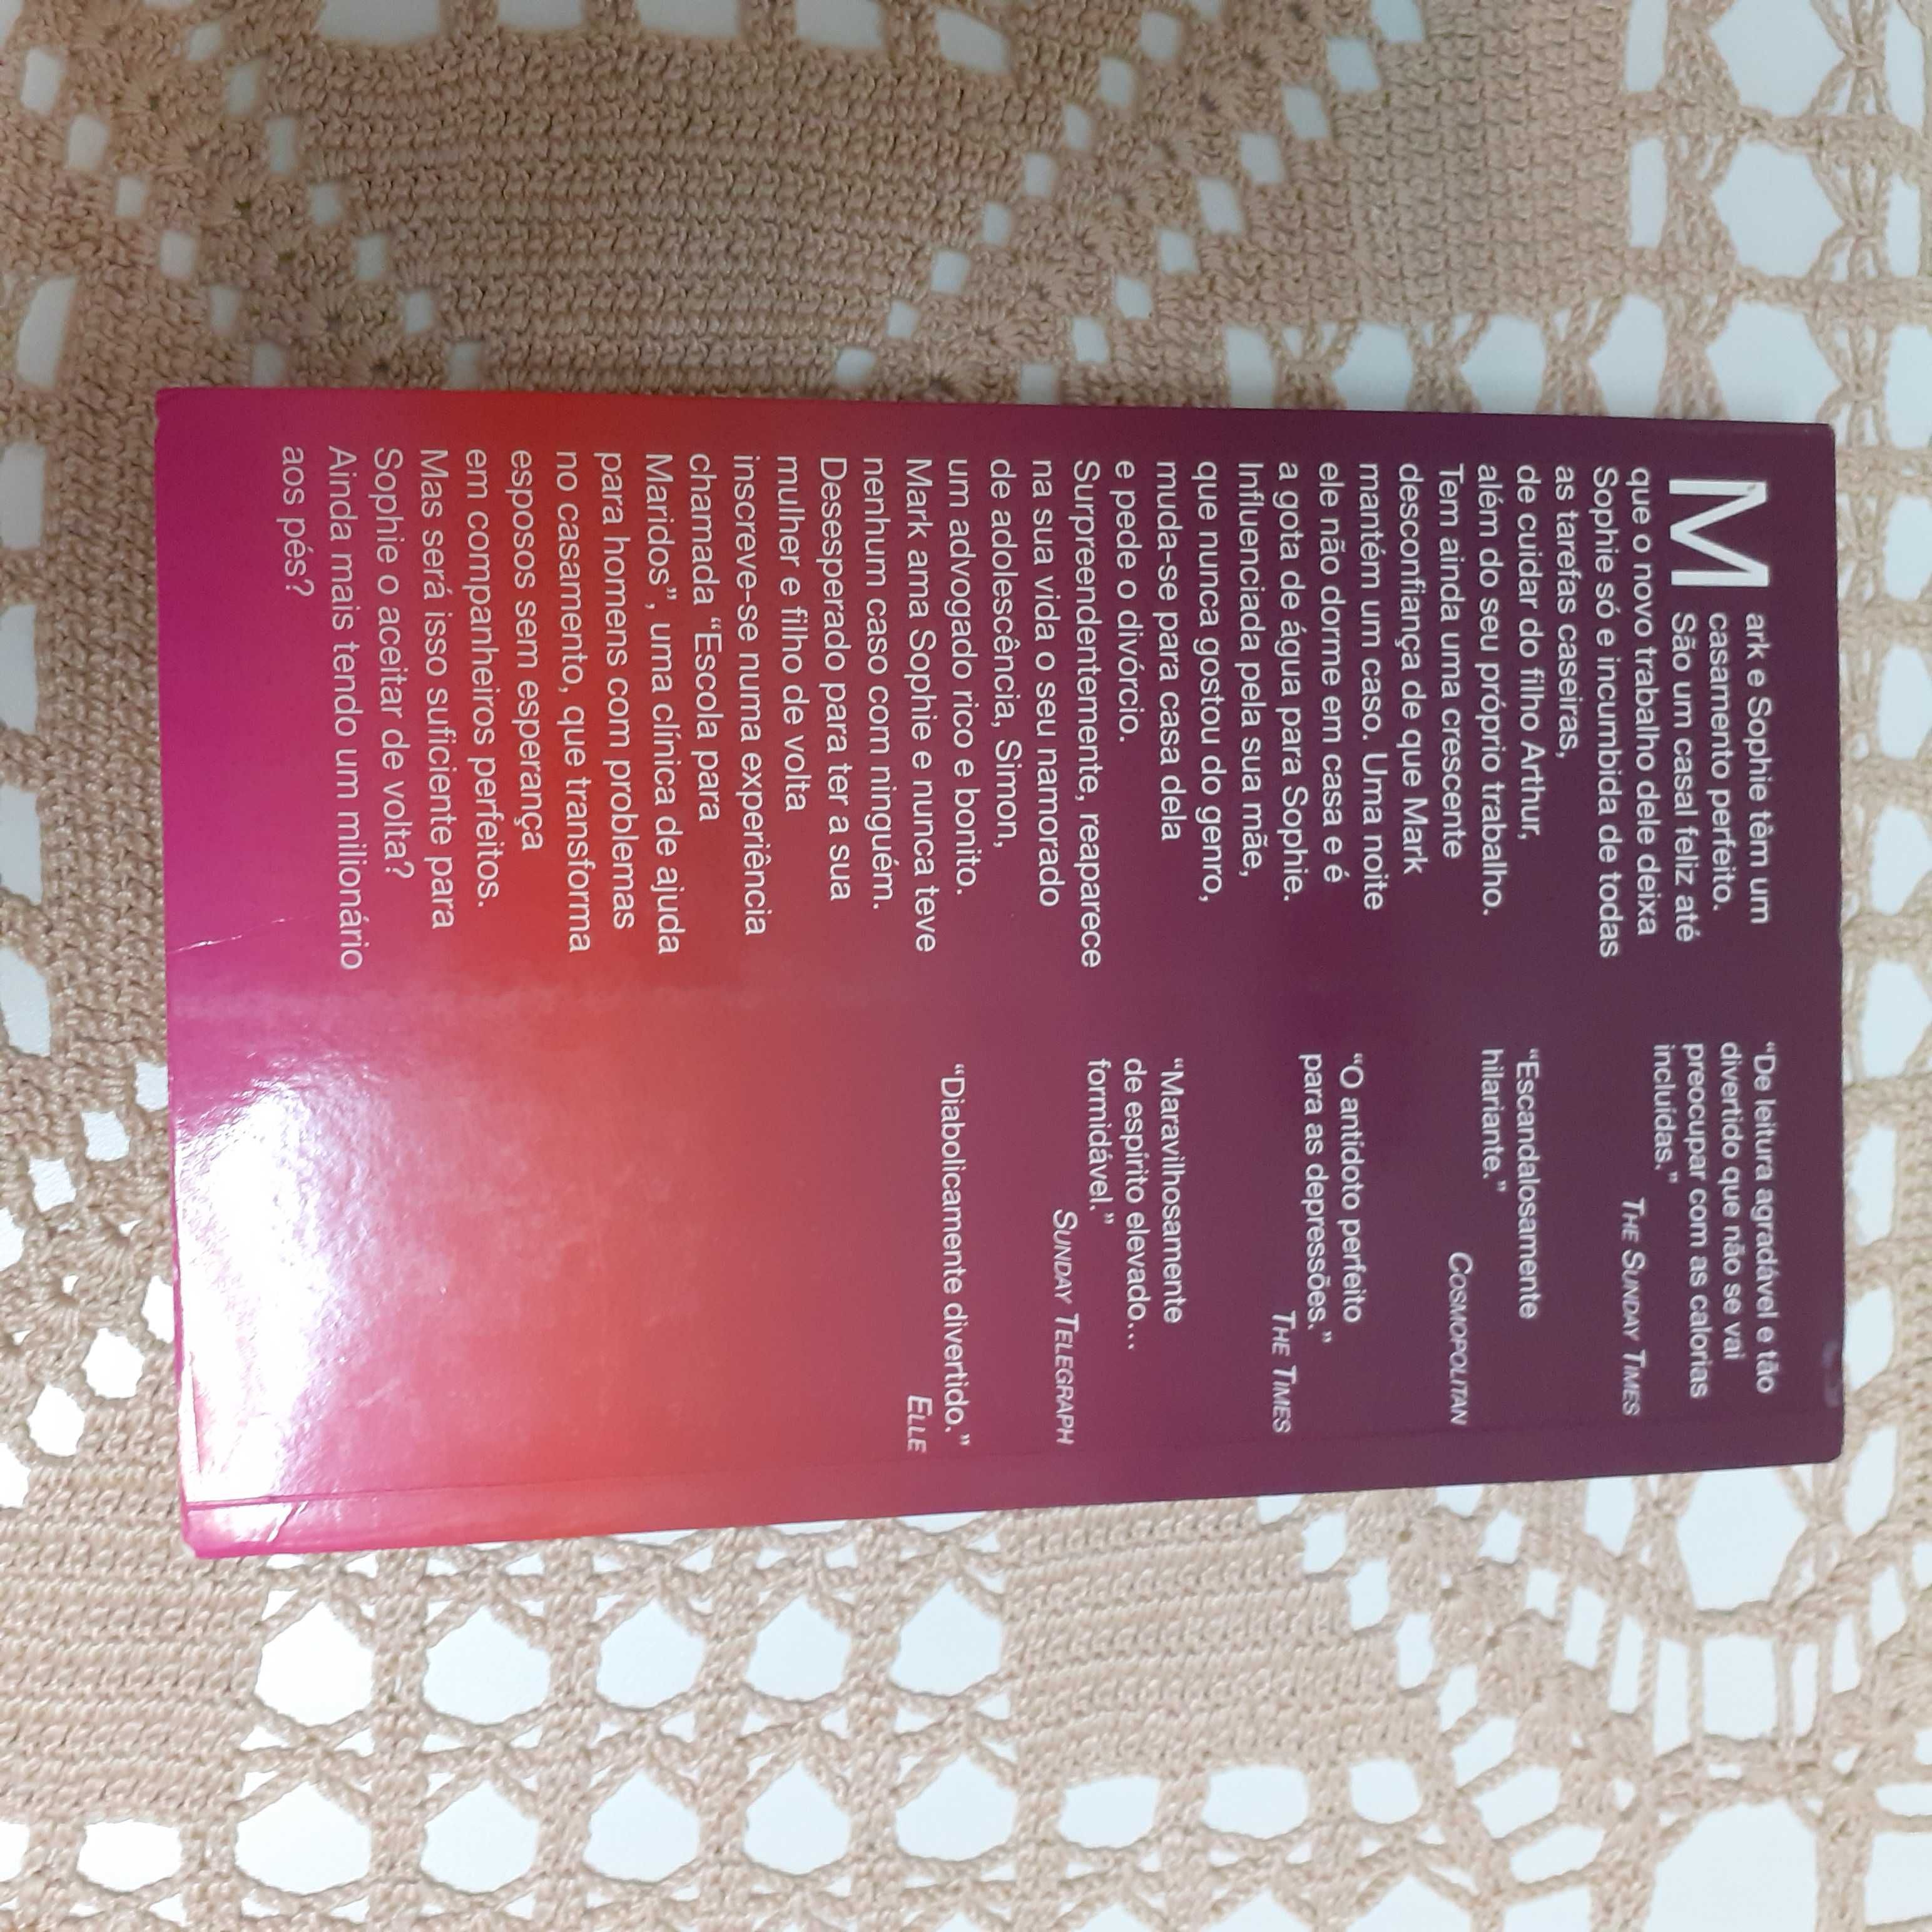 Mark e Sophie têm um
casamento perfeito.
São um casal feliz até
que o novo trabalho dele deixa
Sophie só e incumbida de todas
as tarefas caseiras,
de cuidar do filho Arthur,
além do seu próprio trabalho.
Tem ainda uma crescente
desconfiança de que Mark
mantém um caso. Uma noite
ele não dorme em casa e é
a gota de água para Sophie.
Influenciada pela sua mãe,
que nunca gostou do genro,
muda-se para casa dela
e pede o divórcio.
Surpreendentemente, reaparece
na sua vida o seu namorado
de adolescência, Simon,
um advogado rico e bonito.
Mark ama Sophie e nunca teve
nenhum caso com ninguém.
Desesperado para ter a sua
mulher e filho de volta
inscreve-se numa experiência
chamada “Escola para
Maridos”, uma clínica de ajuda
para homens com problemas
no casamento, que transforma
esposos sem esperança
em companheiros perfeitos.
Mas será isso suficiente para
Sophie o aceitar de volta?
Ainda mais tendo um milionário
aos pés?
“De leitura agradável e tão
divertido que não se vai
preocupar com as calorias
incluídas.”
THE SUNDAY TIMES
“Escandalosamente
hilariante.”
COSMOPOLITAN
“O antídoto perfeito
para as depressões.”
THE TIMES
“Maravilhosamente
de espírito elevado...
formidável.”
SUNDAY TELEGRAPH
“Diabolicamente divertido.”
ELLE